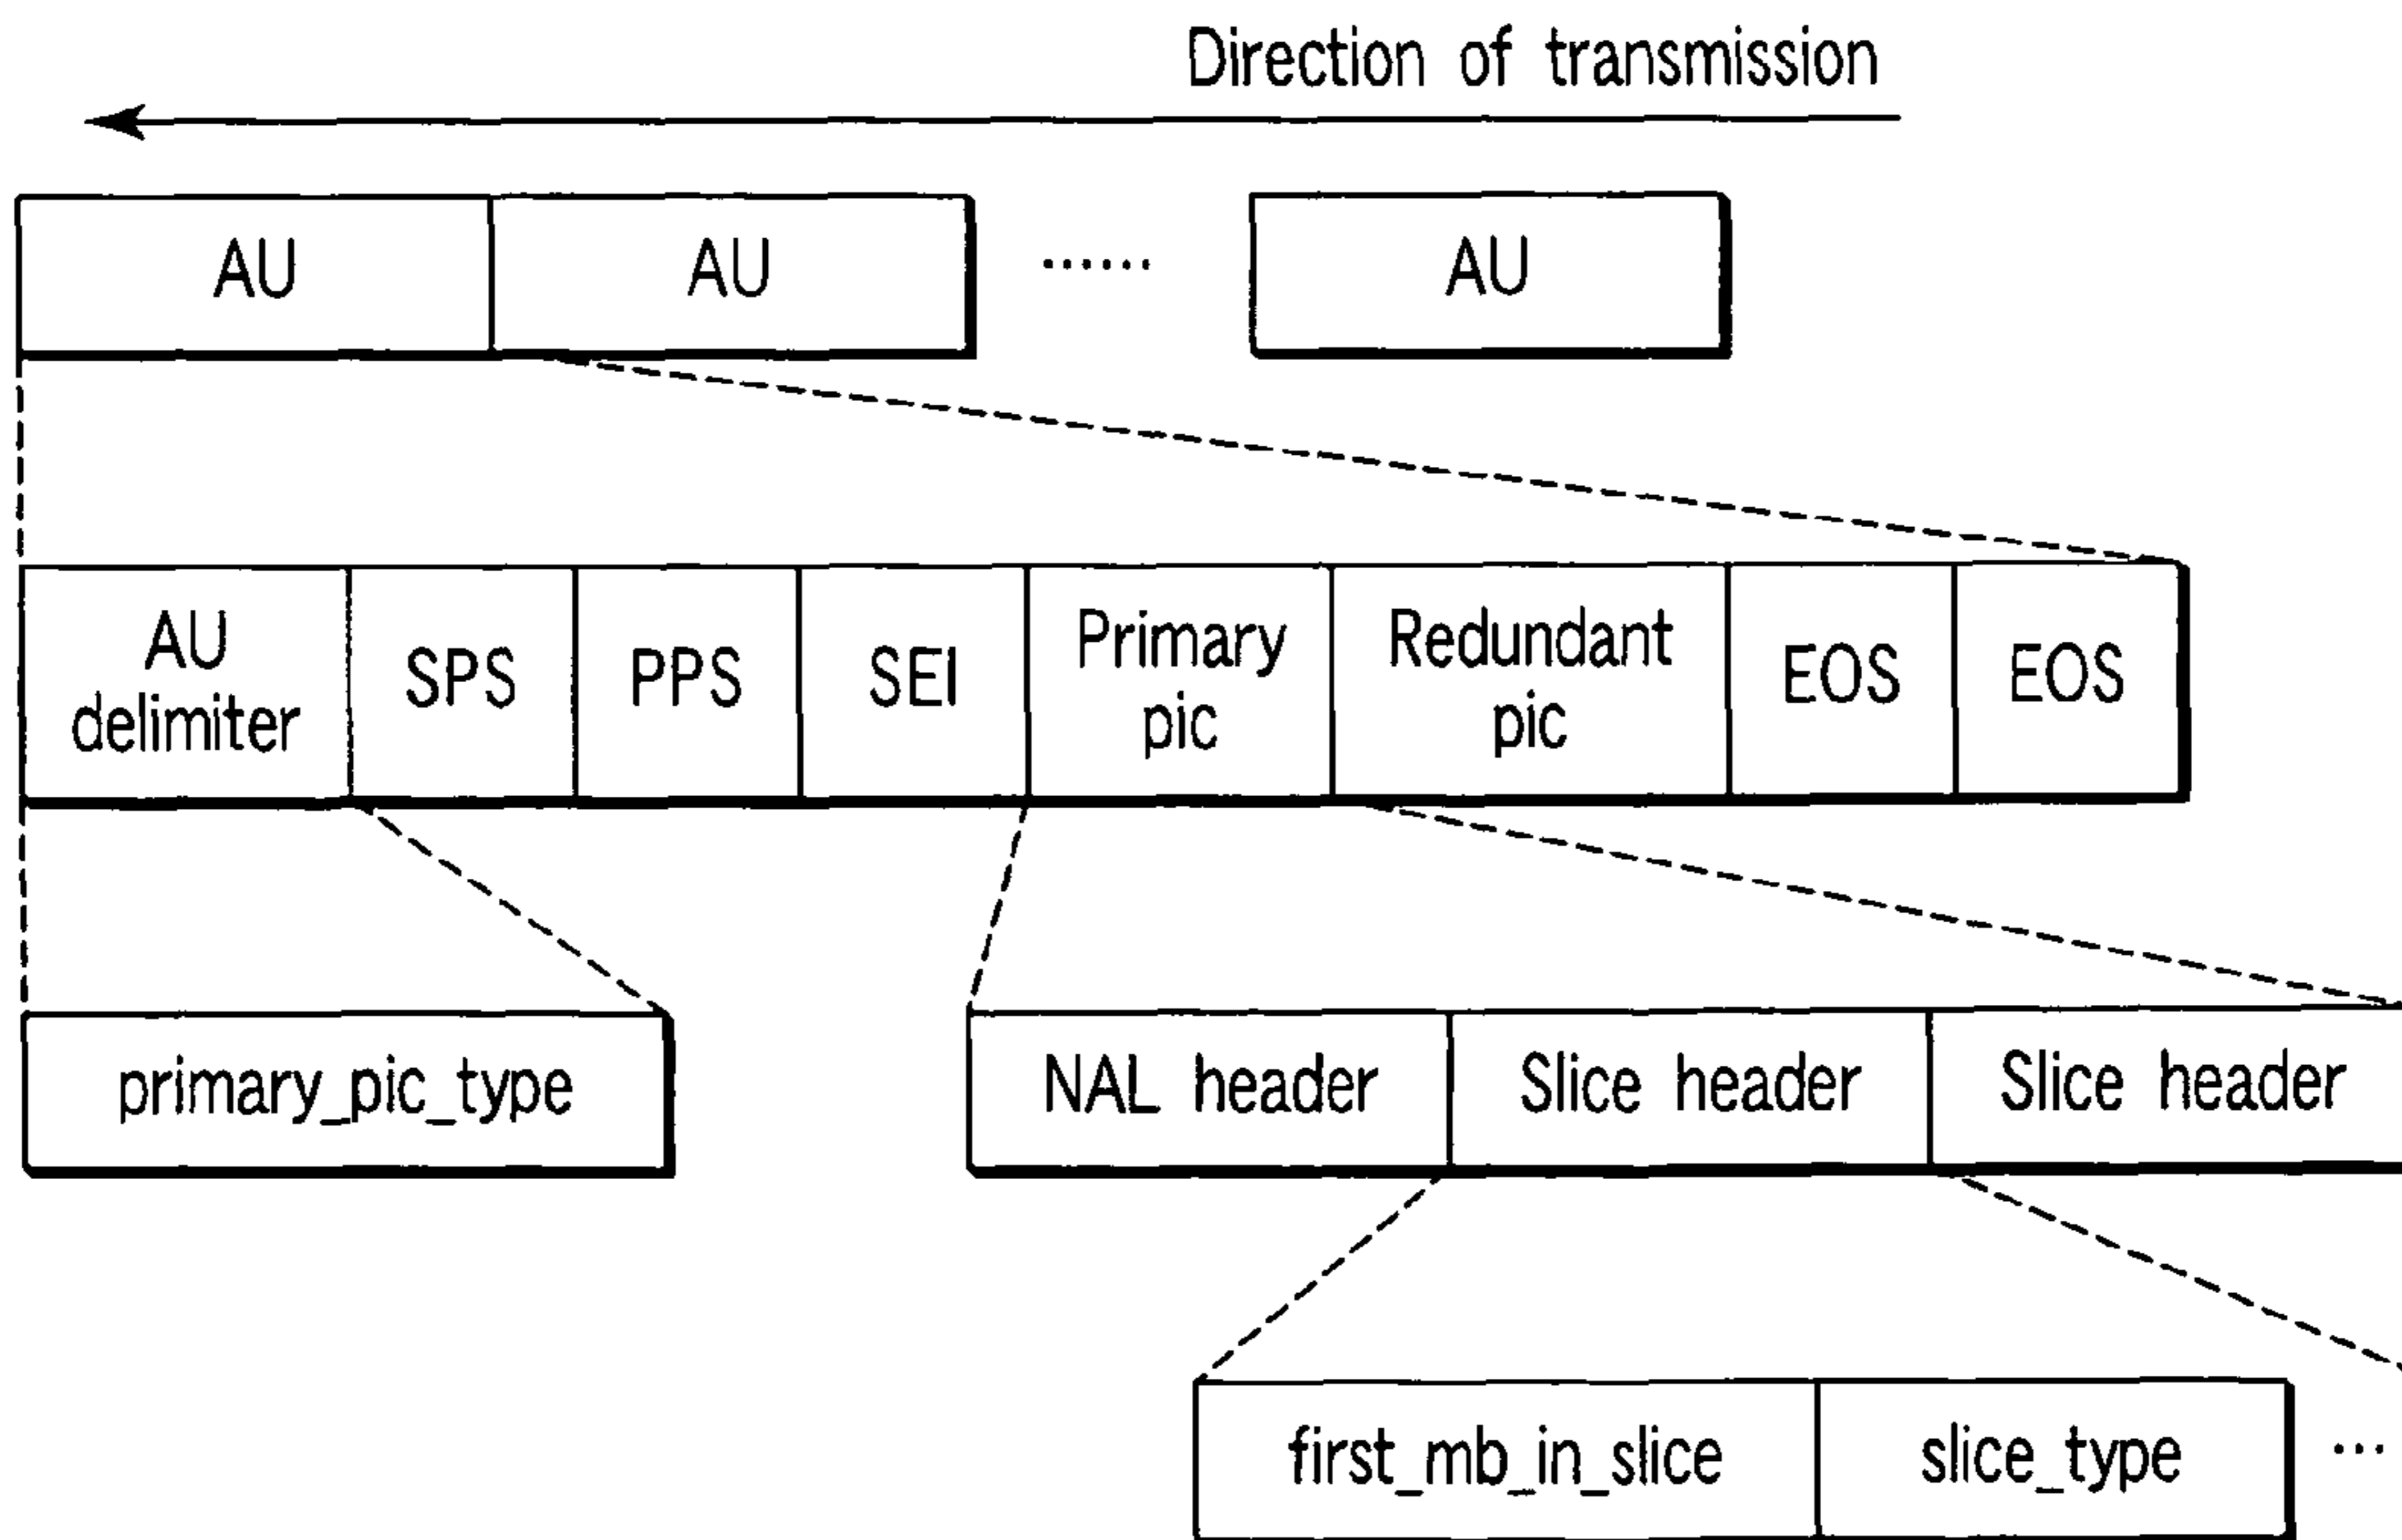 Direction of transmission
AU AU ...... AU
AU delimiter SPS PPS SEI Primary pic Redundant pic EOS EOS
primary_pic_type NAL header Slice header Slice header
first_mb_in_slice slice_type ...